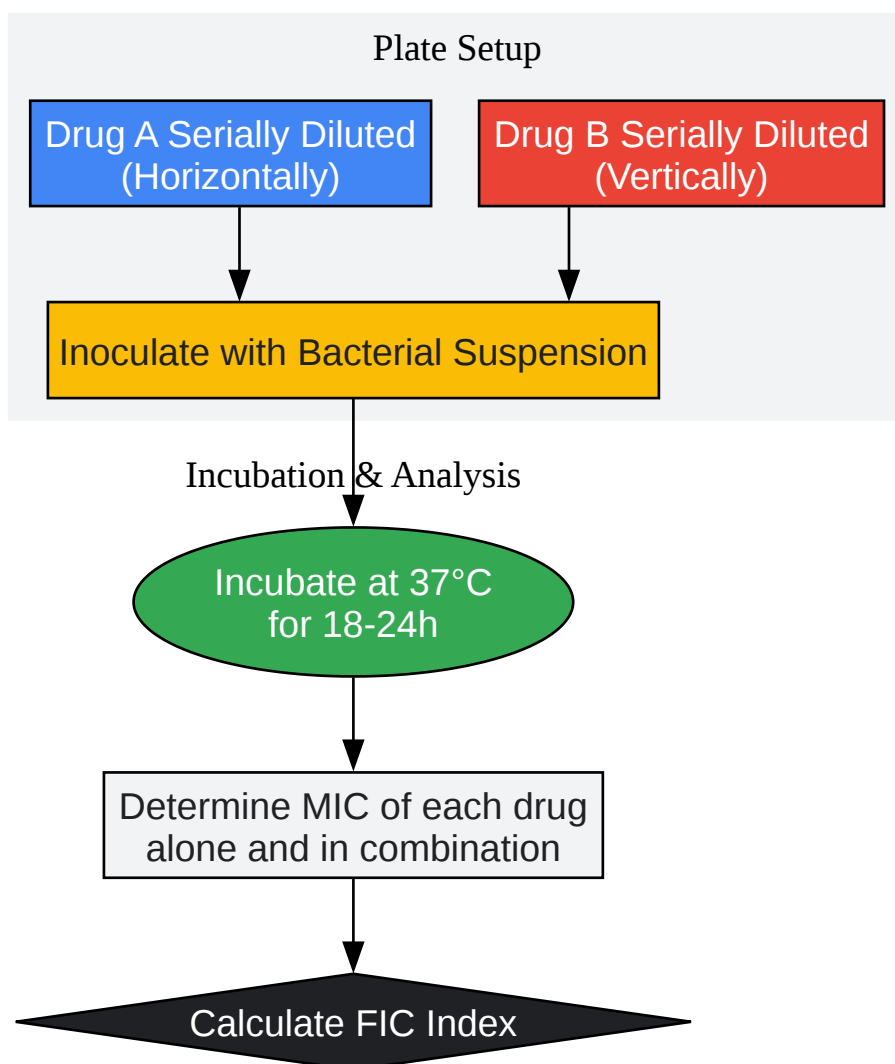 Plate Setup
Drug A Serially Diluted
(Horizontally)
Drug B Serially Diluted
(Vertically)
Inoculate with Bacterial Suspension
Incubation & Analysis
Incubate at 37°C
for 18-24h
Determine MIC of each drug
alone and in combination
Calculate FIC Index